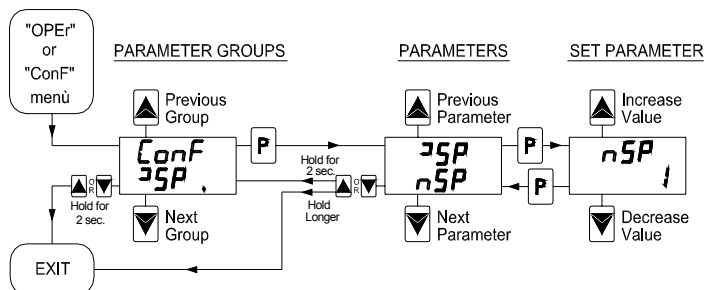 "OPEr"
or
"ConF"
menù
PARAMETER GROUPS
PARAMETERS
SET PARAMETER
Previous
Group
Previous
Parameter
Increase
Value
P
P
ConF
SP.
SP
nSP
nSP
1
Hold for
2 sec.
OR
Hold for
2 sec.
OR
Hold
Longer
P
Next
Group
Next
Parameter
Decrease
Value
EXIT